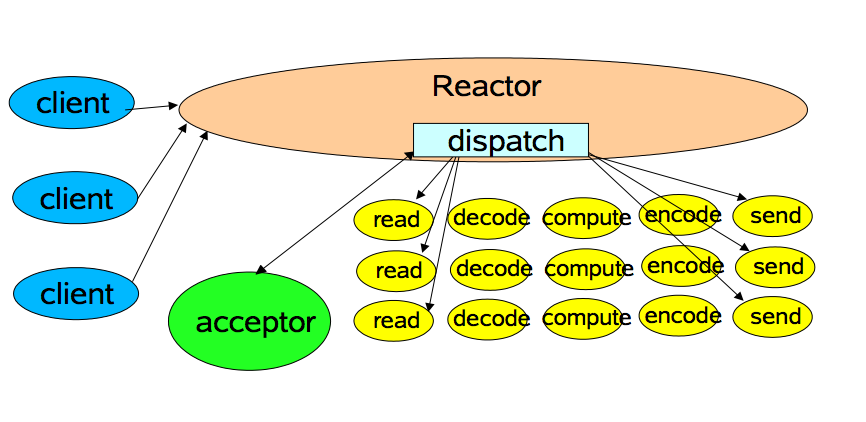 Reactor
client
dispatch
client
read decode compute encode send
read decode compute encode send
client
acceptor
read decode compute encode send